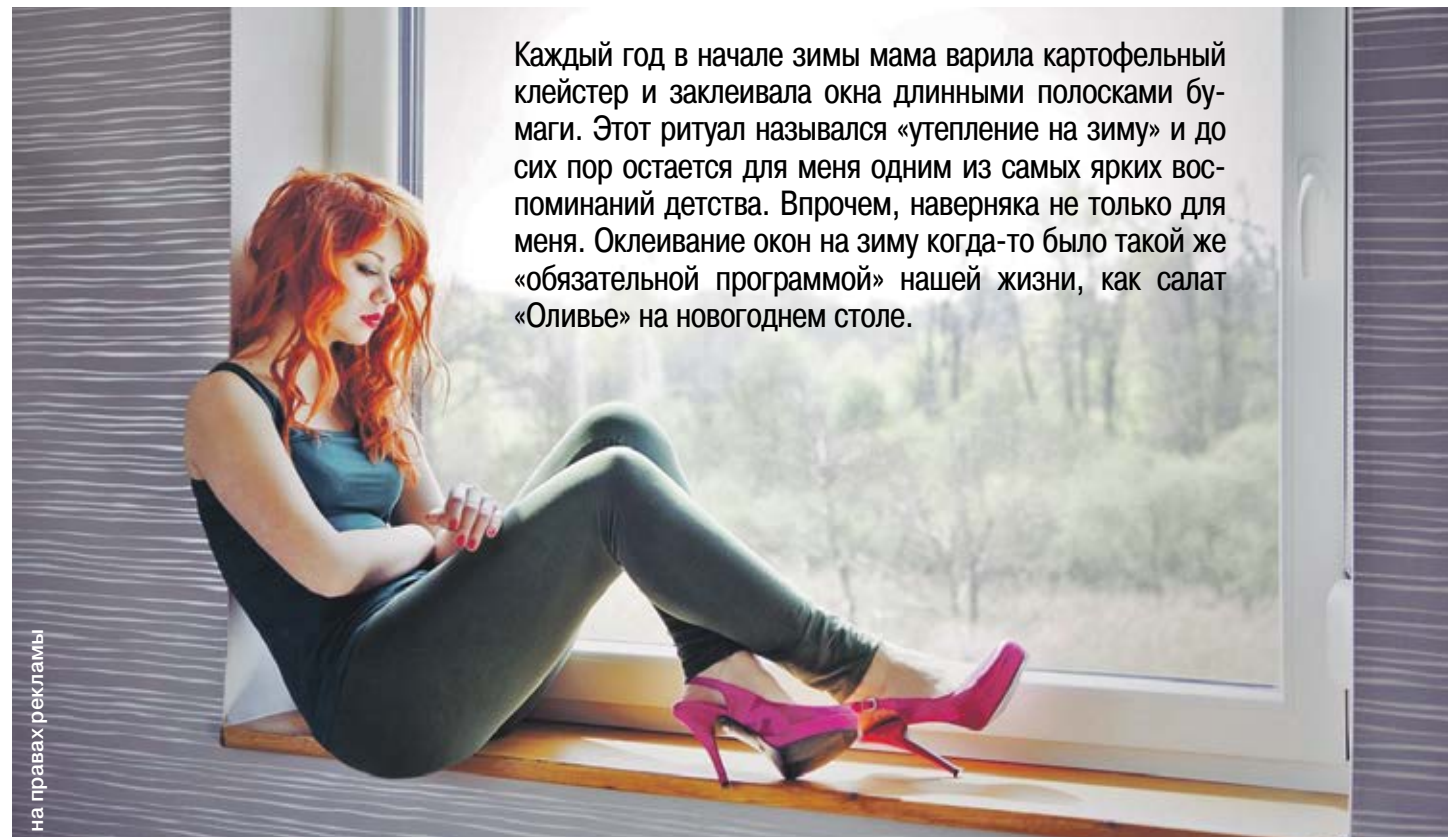 Каждый год в начале зимы мама варила картофельный
клейстер и заклеивала окна длинными полосками бу-
маги. Этот ритуал назывался «утепление на зиму» и до
сих пор остается для меня одним из самых ярких вос-
поминаний детства. Впрочем, наверняка не только для
меня. Оклеивание окон на зиму когда-то было такой же
«обязательной программой» нашей жизни, как салат
«Оливье» на новогоднем столе.
на правах рекламы